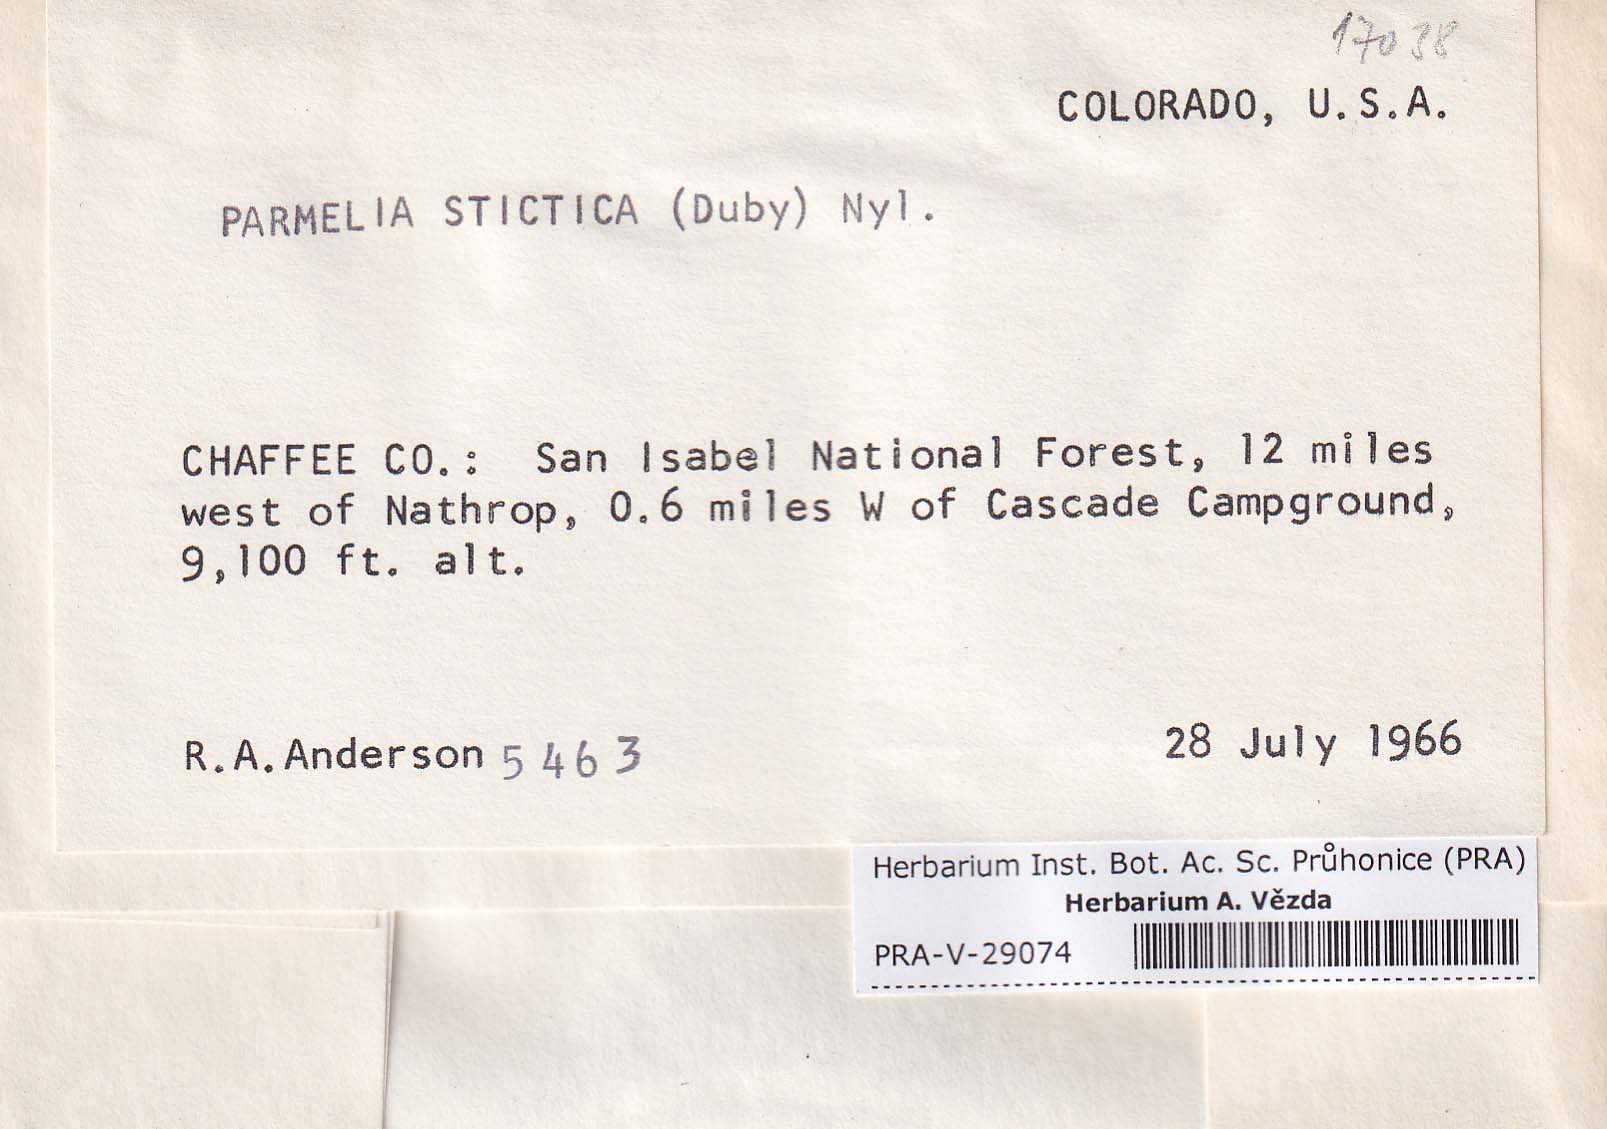 17038
COLORADO, U.S.A.
PARMELIA STICTICA (Duby) Nyl.
CHAFFEE CO.: San Isabel National Forest, 12 miles
west of Nathrop, 0.6 miles W of Cascade Campground,
9,100 ft. alt.
R.A.Anderson 5463
28 July 1966
Herbarium Inst. Bot. Ac. Sc. Průhonice (PRA)
Herbarium A. Vězda
PRA-V-29074